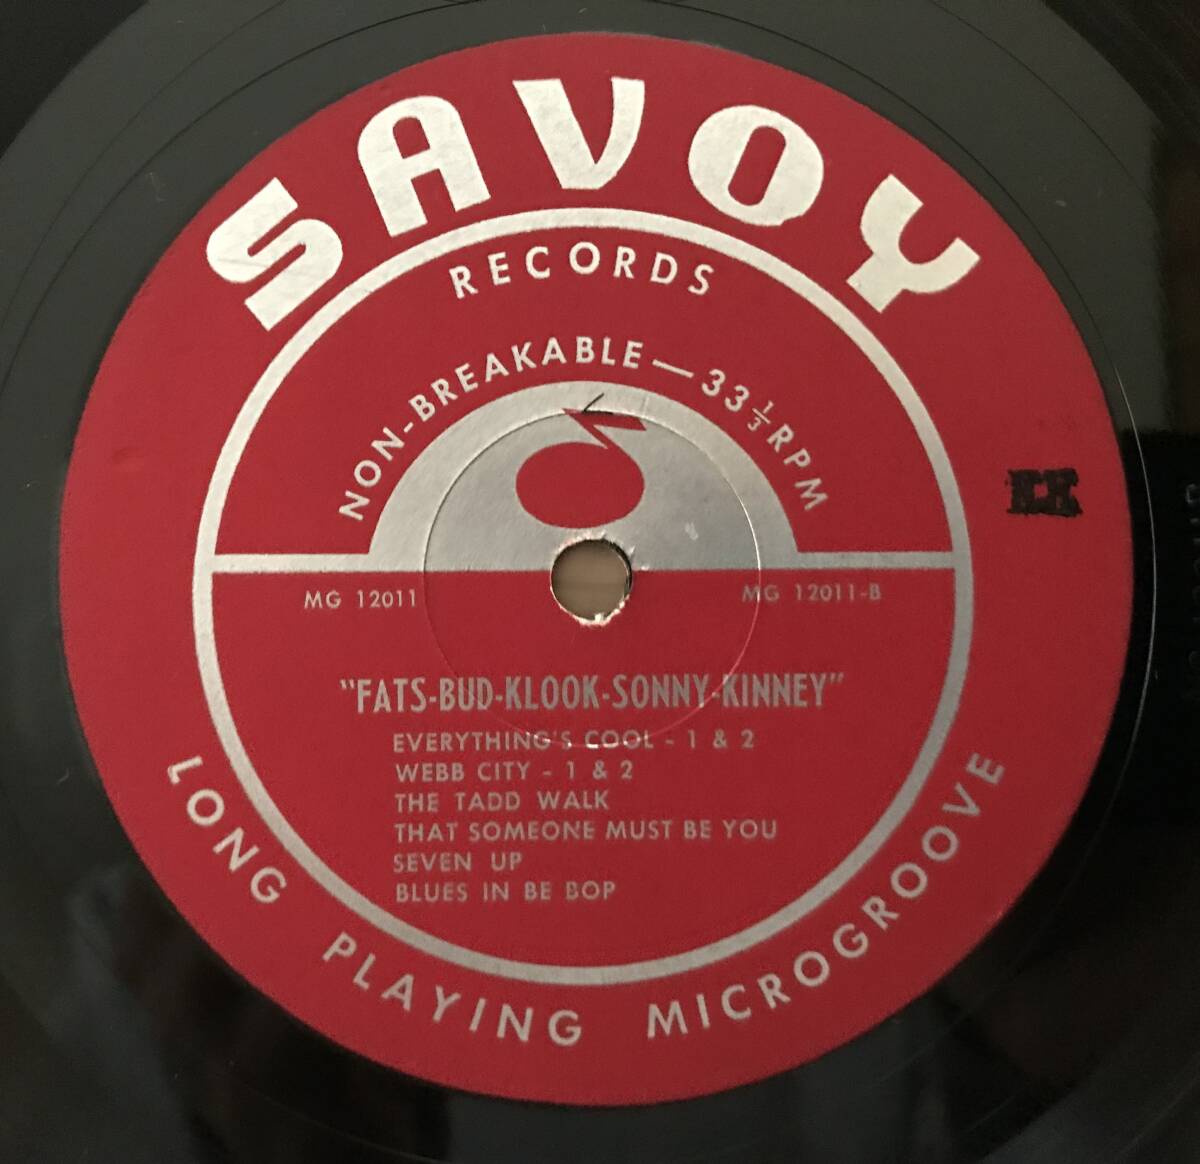 SAVOY
RECORDS
NON-BREAKABLE—33 1/3 RPM
MG 12011
MG 12011-B
"FATS-BUD-KLOOK-SONNY-KINNEY"
EVERYTHING'S COOL - 1 & 2
WEBB CITY - 1 & 2
THE TADD WALK
THAT SOMEONE MUST BE YOU
SEVEN UP
BLUES IN BE BOP
LONG PLAYING MICROGROOVE